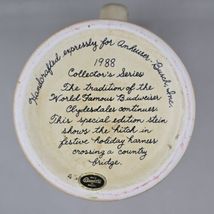 Handcrafted expressly for Anheuser-Busch, Inc.
1988
Collector's Series
The tradition of the
World Famous Budweiser
Clydesdales continues.
This special edition stein
shows the hitch in
festive holiday harness
crossing a country
bridge.